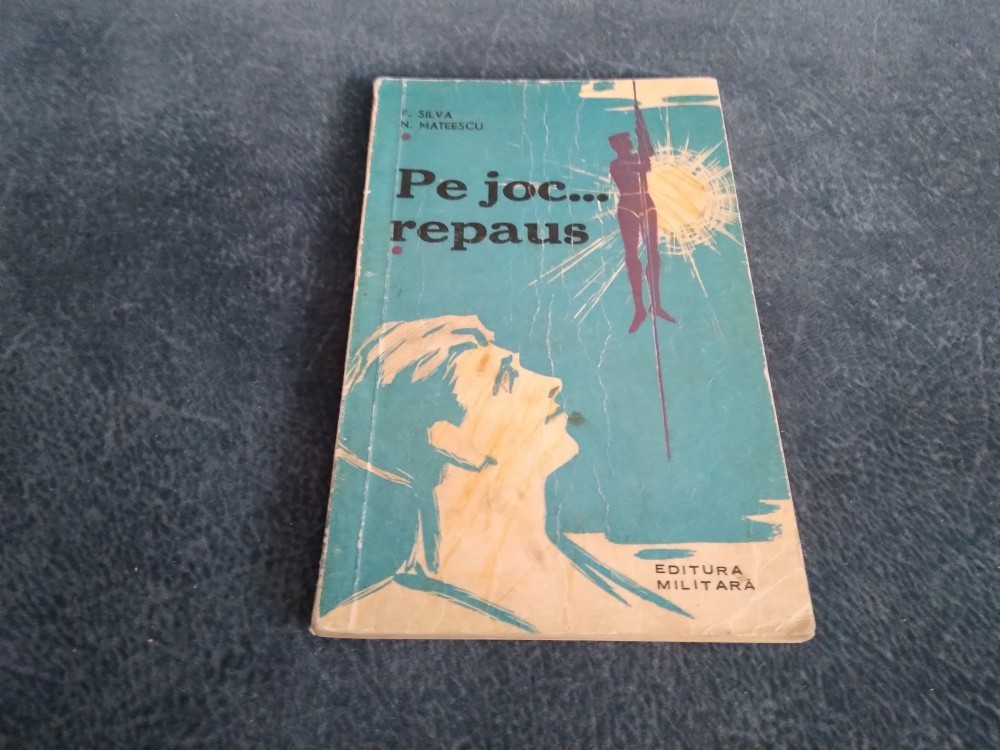 F. SILVA
N. MATEESCU
Pe joc...
repaus
EDITURA
MILITARĂ